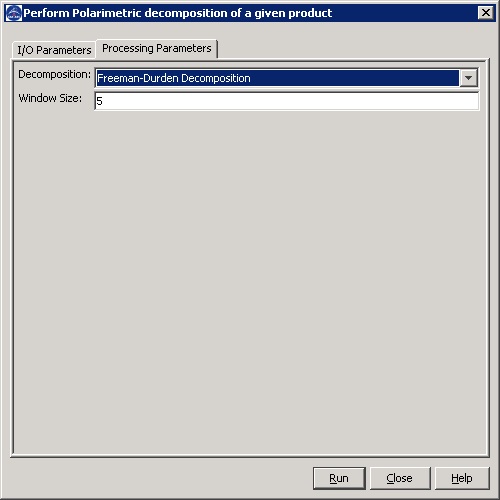 Perform Polarimetric decomposition of a given product
I/O Parameters Processing Parameters
Decomposition: Freeman-Durden Decomposition
Window Size: 5
Run Close Help